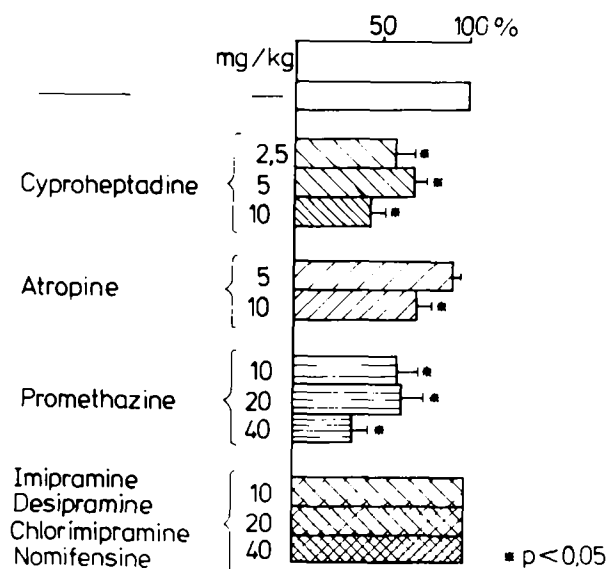 50 100 %
mg/kg
2,5 *
Cyproheptadine 5 *
10 *
5
Atropine 10 *
10 *
Promethazine 20 *
40 *
Imipramine
Desipramine 10
Chlorimipramine 20
Nomifensine 40
* p<0,05